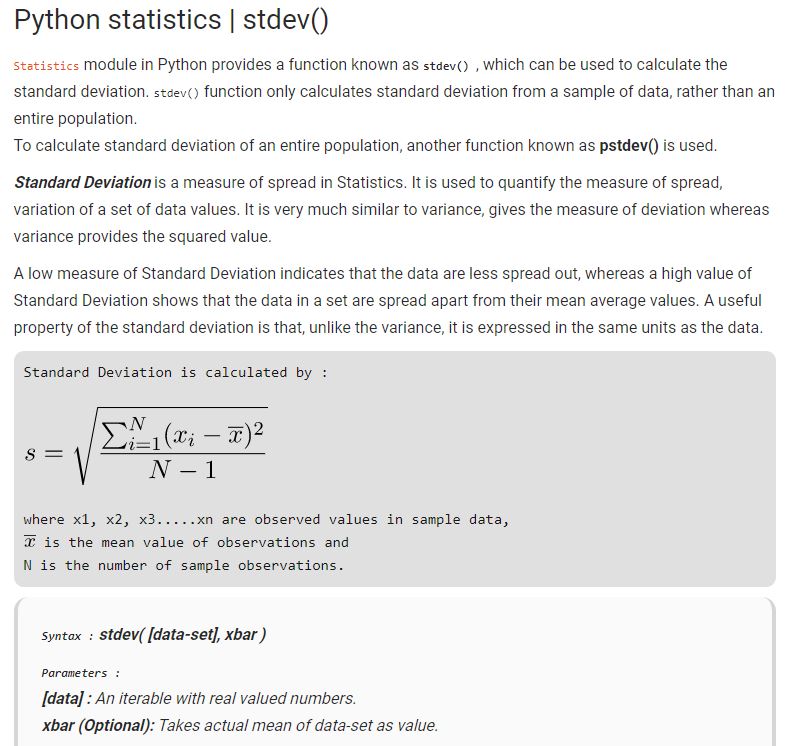 Python statistics | stdev()
Statistics module in Python provides a function known as stdev() , which can be used to calculate the
standard deviation. stdev() function only calculates standard deviation from a sample of data, rather than an
entire population.
To calculate standard deviation of an entire population, another function known as pstdev() is used.
Standard Deviation is a measure of spread in Statistics. It is used to quantify the measure of spread,
variation of a set of data values. It is very much similar to variance, gives the measure of deviation whereas
variance provides the squared value.
A low measure of Standard Deviation indicates that the data are less spread out, whereas a high value of
Standard Deviation shows that the data in a set are spread apart from their mean average values. A useful
property of the standard deviation is that, unlike the variance, it is expressed in the same units as the data.
Standard Deviation is calculated by :
s = √(∑ᴺᵢ₌₁(xᵢ − x̅)² / N − 1)
where x1, x2, x3.....xn are observed values in sample data,
x̅ is the mean value of observations and
N is the number of sample observations.
Syntax : stdev( [data-set], xbar )
Parameters :
[data] : An iterable with real valued numbers.
xbar (Optional): Takes actual mean of data-set as value.